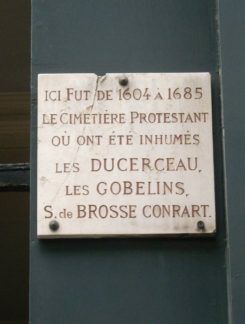 ICI FUT DE 1604 À 1685
LE CIMETIÈRE PROTESTANT
OÙ ONT ÉTÉ INHUMÉS
LES DUCERCEAU,
LES GOBELINS,
S. de BROSSE CONRART.